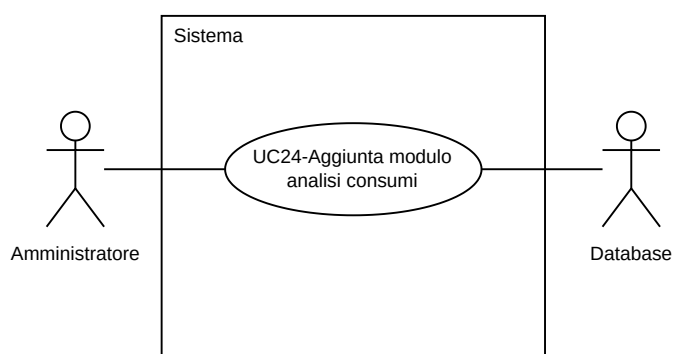 Sistema
UC24-Aggiunta modulo
analisi consumi
Amministratore
Database